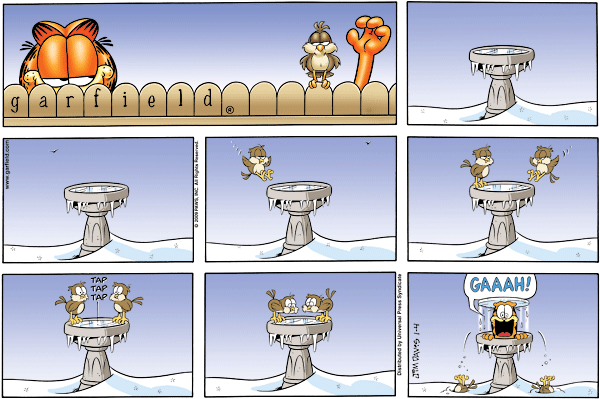 garfield®
www.garfield.com
© 2009 PAWS, INC. All Rights Reserved.
TAP
TAP
TAP
Distributed by Universal Press Syndicate
GAAAH!
JIM DAVIS 1-4